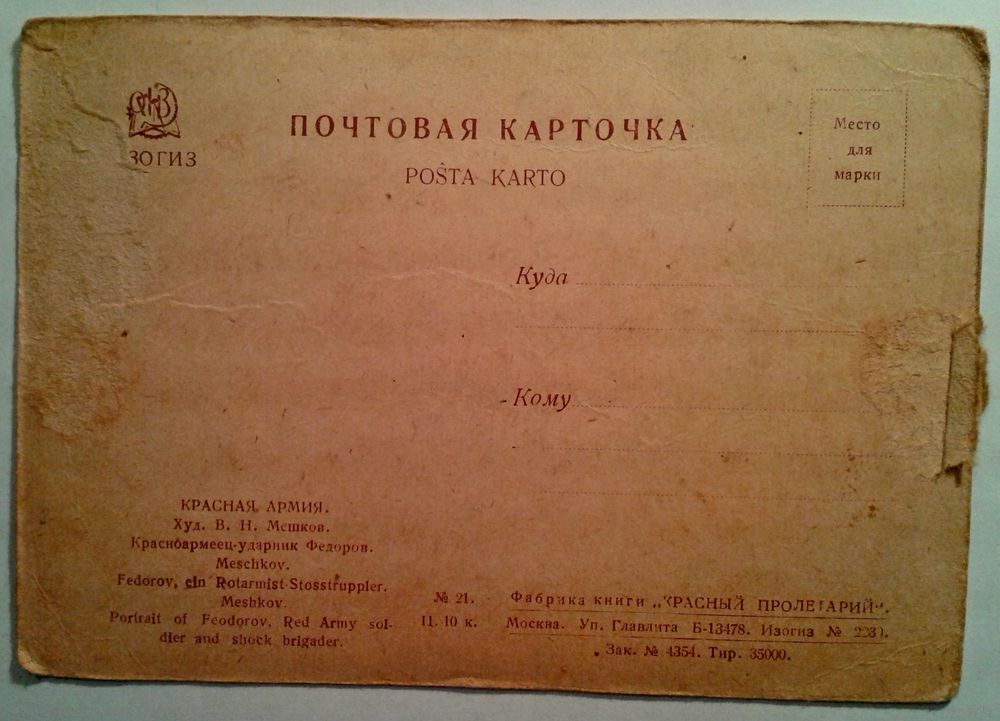 ЗОГИЗ
ПОЧТОВАЯ КАРТОЧКА
POŜTA KARTO
Место
для
марки
Куда
Кому
КРАСНАЯ АРМИЯ.
Худ. В. Н. Мешков.
Красноармеец-ударник Федоров.
Meschkov.
Fedorov, ein Rotarmist-Stosstruppler.
Meshkov.
Portrait of Feodorov, Red Army sol-
dier and shock brigader.
№ 21.
Ц. 10 к.
Фабрика книги „КРАСНЫЙ ПРОЛЕТАРИЙ“.
Москва. Уп. Главлита Б-13478. Изогиз №
Зак. № 4354. Тир. 35000.